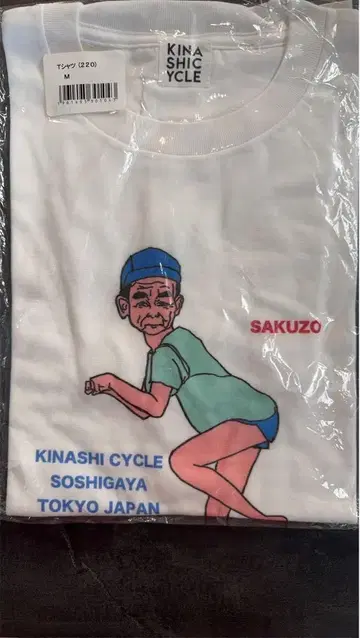 Tシャツ (220)
M
KINA
SHIC
YCLE
SAKUZO
KINASHI CYCLE
SOSHIGAYA
TOKYO JAPAN